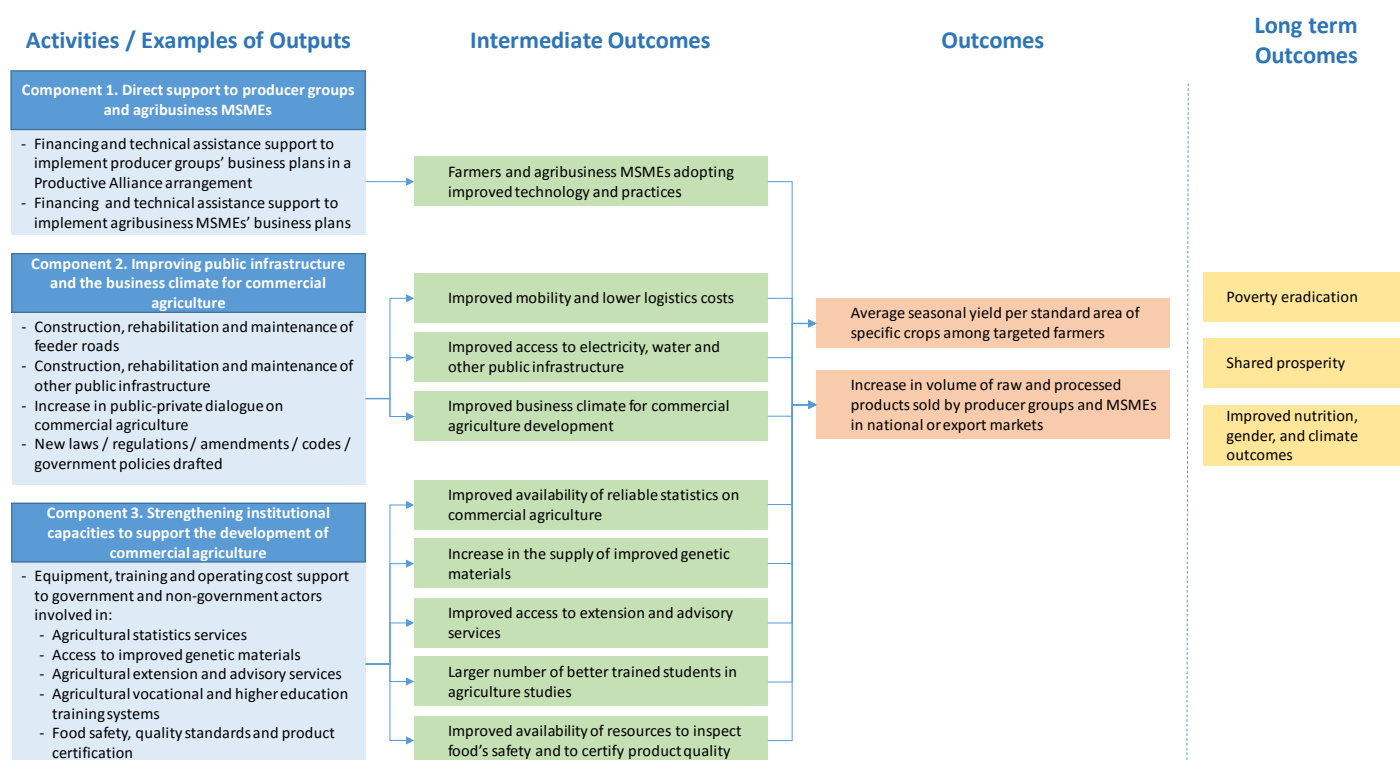 Activities / Examples of Outputs
Intermediate Outcomes
Outcomes
Long term
Outcomes
Component 1. Direct support to producer groups
and agribusiness MSMEs
- Financing and technical assistance support to
implement producer groups' business plans in a
Productive Alliance arrangement
- Financing and technical assistance support to
implement agribusiness MSMEs' business plans
Component 2. Improving public infrastructure
and the business climate for commercial
agriculture
- Construction, rehabilitation and maintenance of
feeder roads
- Construction, rehabilitation and maintenance of
other public infrastructure
- Increase in public-private dialogue on
commercial agriculture
- New laws / regulations / amendments / codes /
government policies drafted
Component 3. Strengthening institutional
capacities to support the development of
commercial agriculture
- Equipment, training and operating cost support
to government and non-government actors
involved in:
- Agricultural statistics services
- Access to improved genetic materials
- Agricultural extension and advisory services
- Agricultural vocational and higher education
training systems
- Food safety, quality standards and product
certification
Farmers and agribusiness MSMEs adopting
improved technology and practices
Improved mobility and lower logistics costs
Improved access to electricity, water and
other public infrastructure
Improved business climate for commercial
agriculture development
Improved availability of reliable statistics on
commercial agriculture
Increase in the supply of improved genetic
materials
Improved access to extension and advisory
services
Larger number of better trained students in
agriculture studies
Improved availability of resources to inspect
food's safety and to certify product quality
Average seasonal yield per standard area of
specific crops among targeted farmers
Increase in volume of raw and processed
products sold by producer groups and MSMEs
in national or export markets
Poverty eradication
Shared prosperity
Improved nutrition,
gender, and climate
outcomes